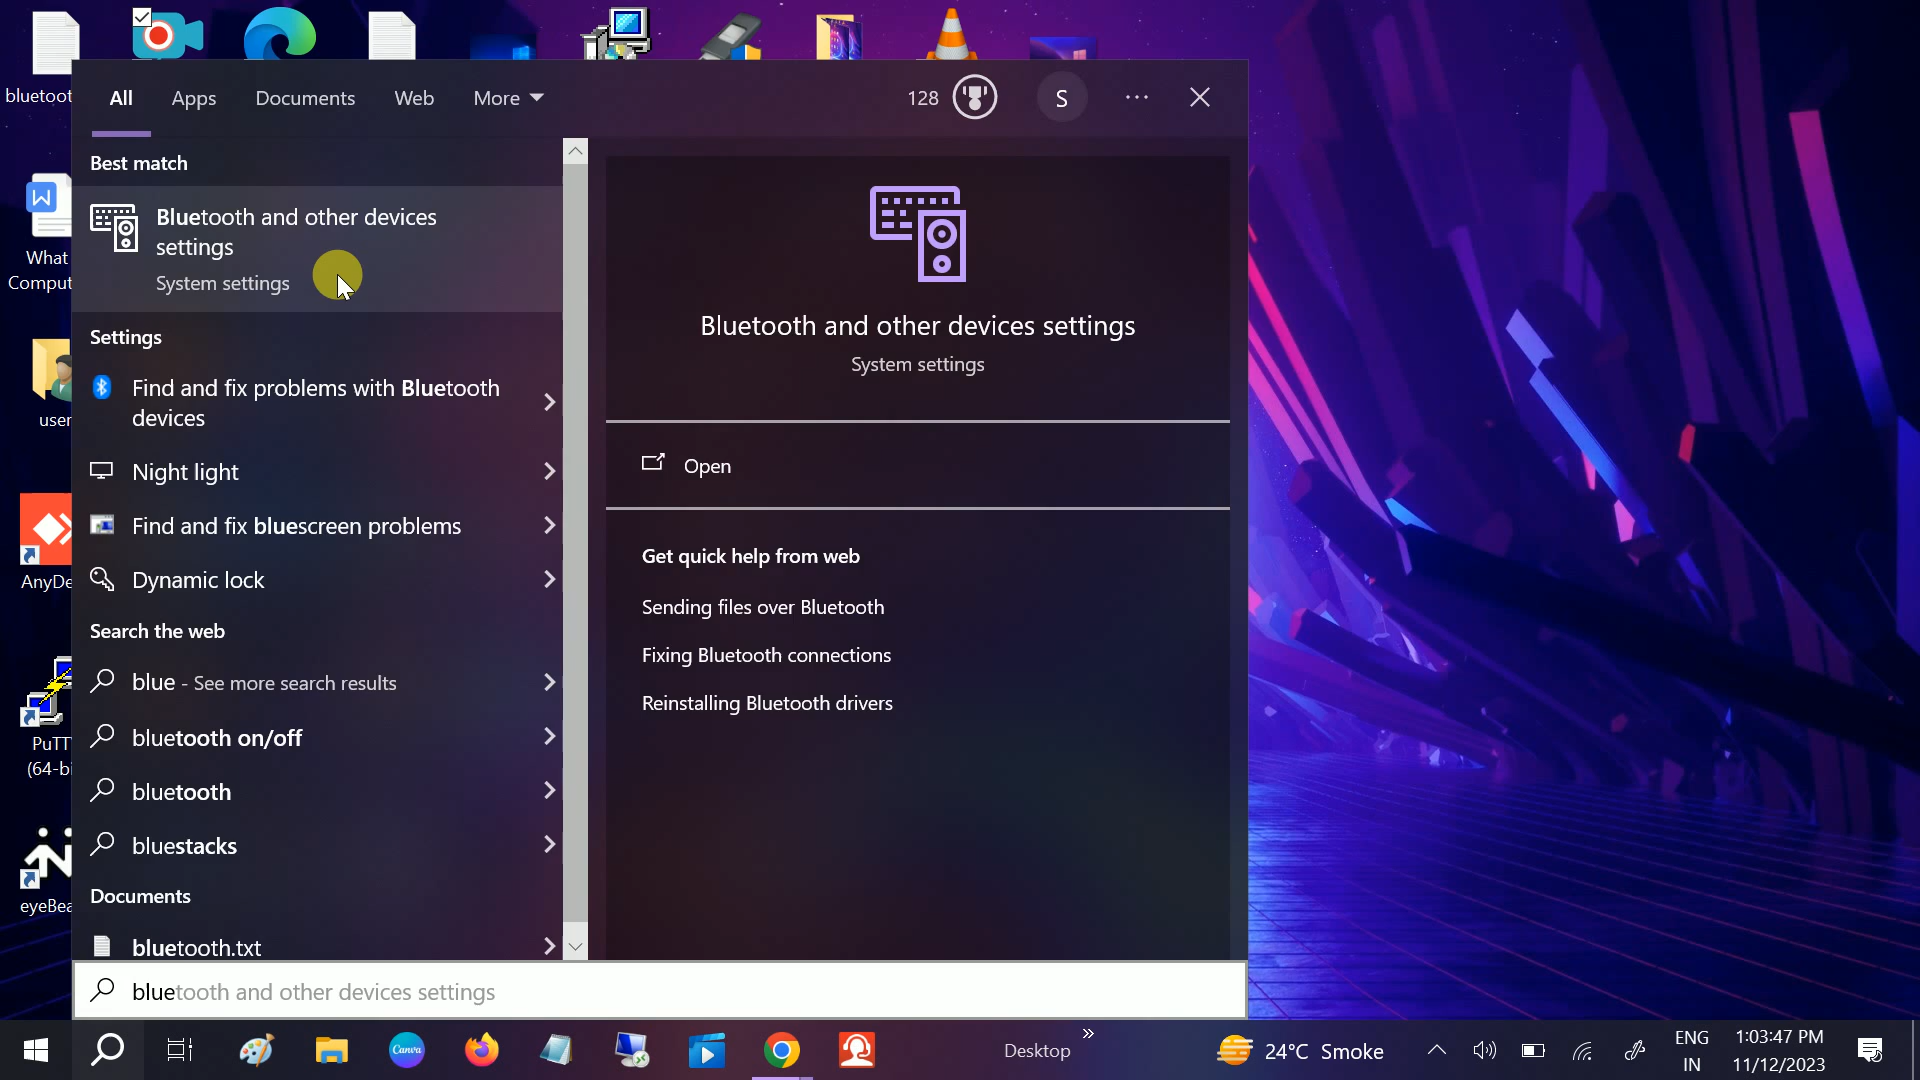 bluetoot
What
Comput
user
AnyDe
PuTT
(64-bi
eyeBea
All
Apps
Documents
Web
More
128
S
Best match
Bluetooth and other devices
settings
System settings
Settings
Find and fix problems with Bluetooth
devices
Night light
Find and fix bluescreen problems
Dynamic lock
Search the web
blue - See more search results
bluetooth on/off
bluetooth
bluestacks
Documents
bluetooth.txt
Bluetooth and other devices settings
System settings
Open
Get quick help from web
Sending files over Bluetooth
Fixing Bluetooth connections
Reinstalling Bluetooth drivers
bluetooth and other devices settings
Canva
Desktop
24°C Smoke
ENG
IN
1:03:47 PM
11/12/2023